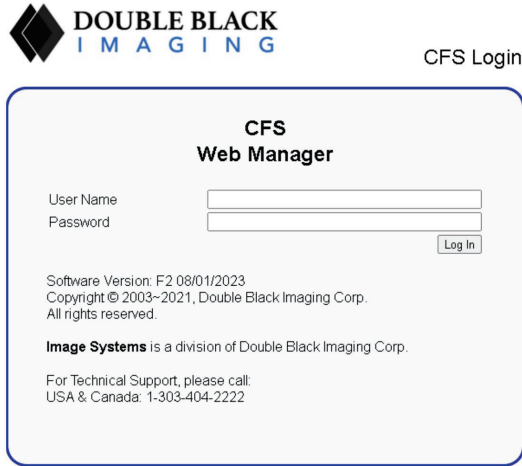 DOUBLE BLACK
IMAGING
CFS Login
CFS
Web Manager
User Name
Password
Log In
Software Version: F2 08/01/2023
Copyright © 2003~2021, Double Black Imaging Corp.
All rights reserved.
Image Systems is a division of Double Black Imaging Corp.
For Technical Support, please call:
USA & Canada: 1-303-404-2222